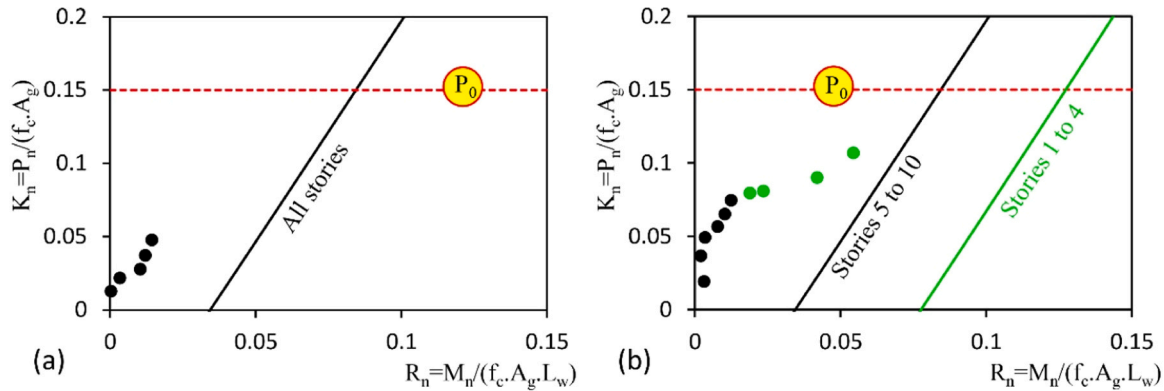 0.2
0.15
0.1
0.05
0
K_n=P_n/(f_c.A_g)
P_0
All stories
0
0.05
0.1
0.15
(a)
R_n=M_n/(f_c.A_g.L_w)
0.2
0.15
0.1
0.05
0
K_n=P_n/(f_c.A_g)
P_0
Stories 5 to 10
Stories 1 to 4
0
0.05
0.1
0.15
(b)
R_n=M_n/(f_c.A_g.L_w)